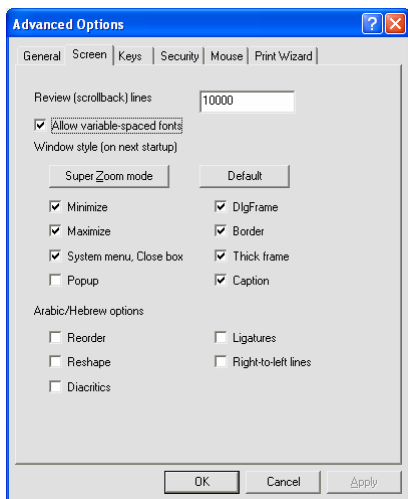 Advanced Options
General Screen Keys Security Mouse Print Wizard
Review (scrollback) lines 10000
Allow variable-spaced fonts
Window style (on next startup)
Super Zoom mode Default
Minimize DlgFrame
Maximize Border
System menu, Close box Thick frame
Popup Caption
Arabic/Hebrew options
Reorder Ligatures
Reshape Right-to-left lines
Diacritics
OK Cancel Apply